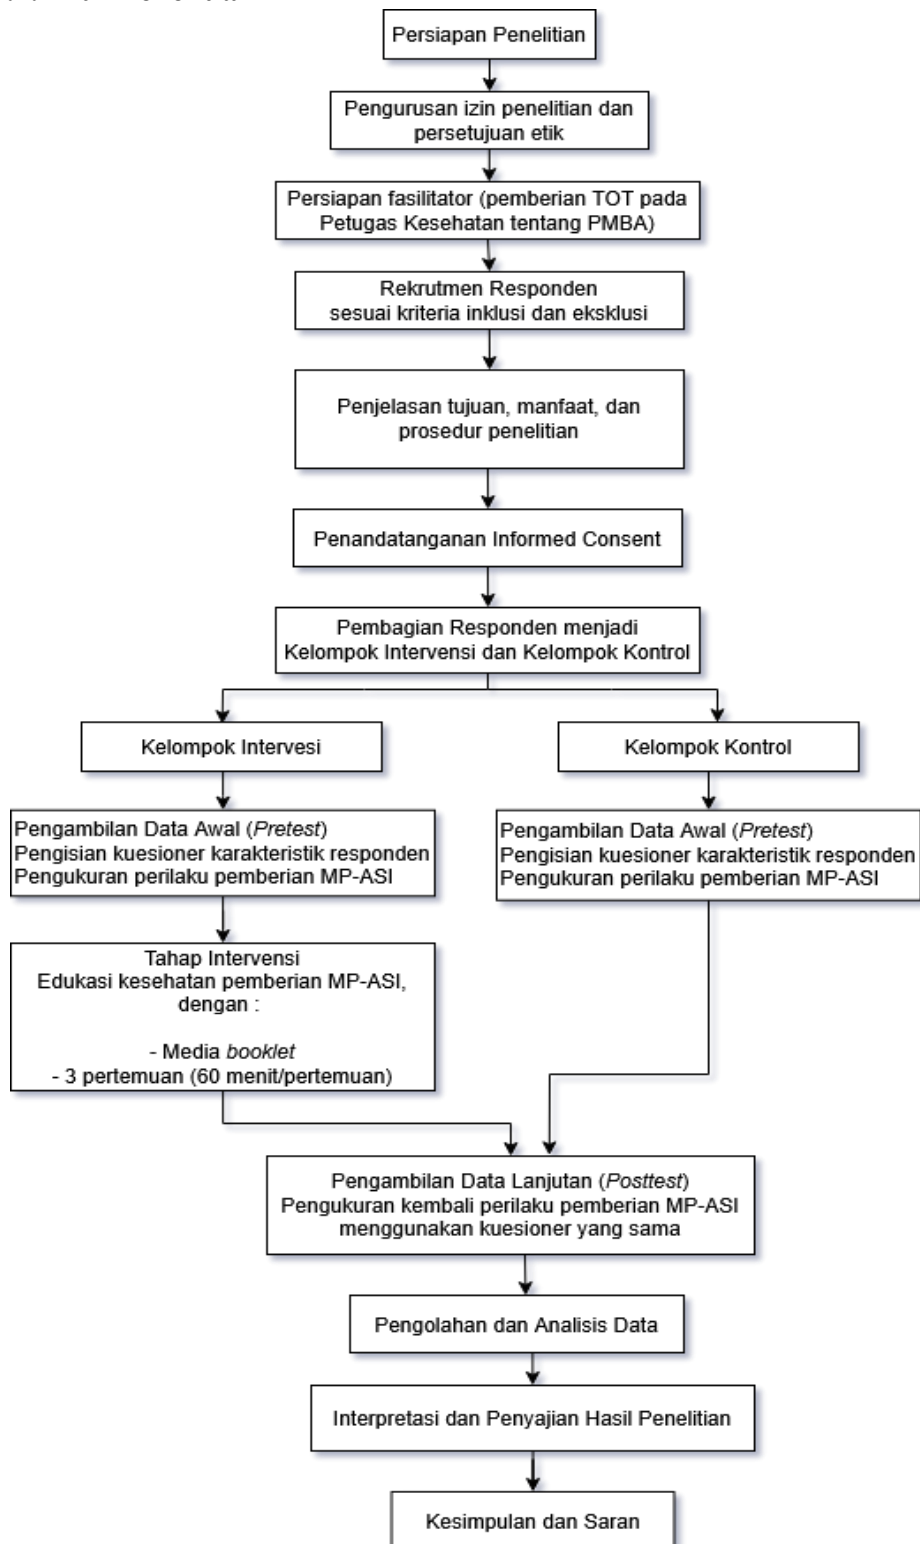 Persiapan Penelitian
Pengurusan izin penelitian dan
persetujuan etik
Persiapan fasilitator (pemberian TOT pada
Petugas Kesehatan tentang PMBA)
Rekrutmen Responden
sesuai kriteria inklusi dan eksklusi
Penjelasan tujuan, manfaat, dan
prosedur penelitian
Penandatanganan Informed Consent
Pembagian Responden menjadi
Kelompok Intervensi dan Kelompok Kontrol
Kelompok Intervesi
Kelompok Kontrol
Pengambilan Data Awal (Pretest)
Pengisian kuesioner karakteristik responden
Pengukuran perilaku pemberian MP-ASI
Pengambilan Data Awal (Pretest)
Pengisian kuesioner karakteristik responden
Pengukuran perilaku pemberian MP-ASI
Tahap Intervensi
Edukasi kesehatan pemberian MP-ASI,
dengan :
- Media booklet
- 3 pertemuan (60 menit/pertemuan)
Pengambilan Data Lanjutan (Posttest)
Pengukuran kembali perilaku pemberian MP-ASI
menggunakan kuesioner yang sama
Pengolahan dan Analisis Data
Interpretasi dan Penyajian Hasil Penelitian
Kesimpulan dan Saran